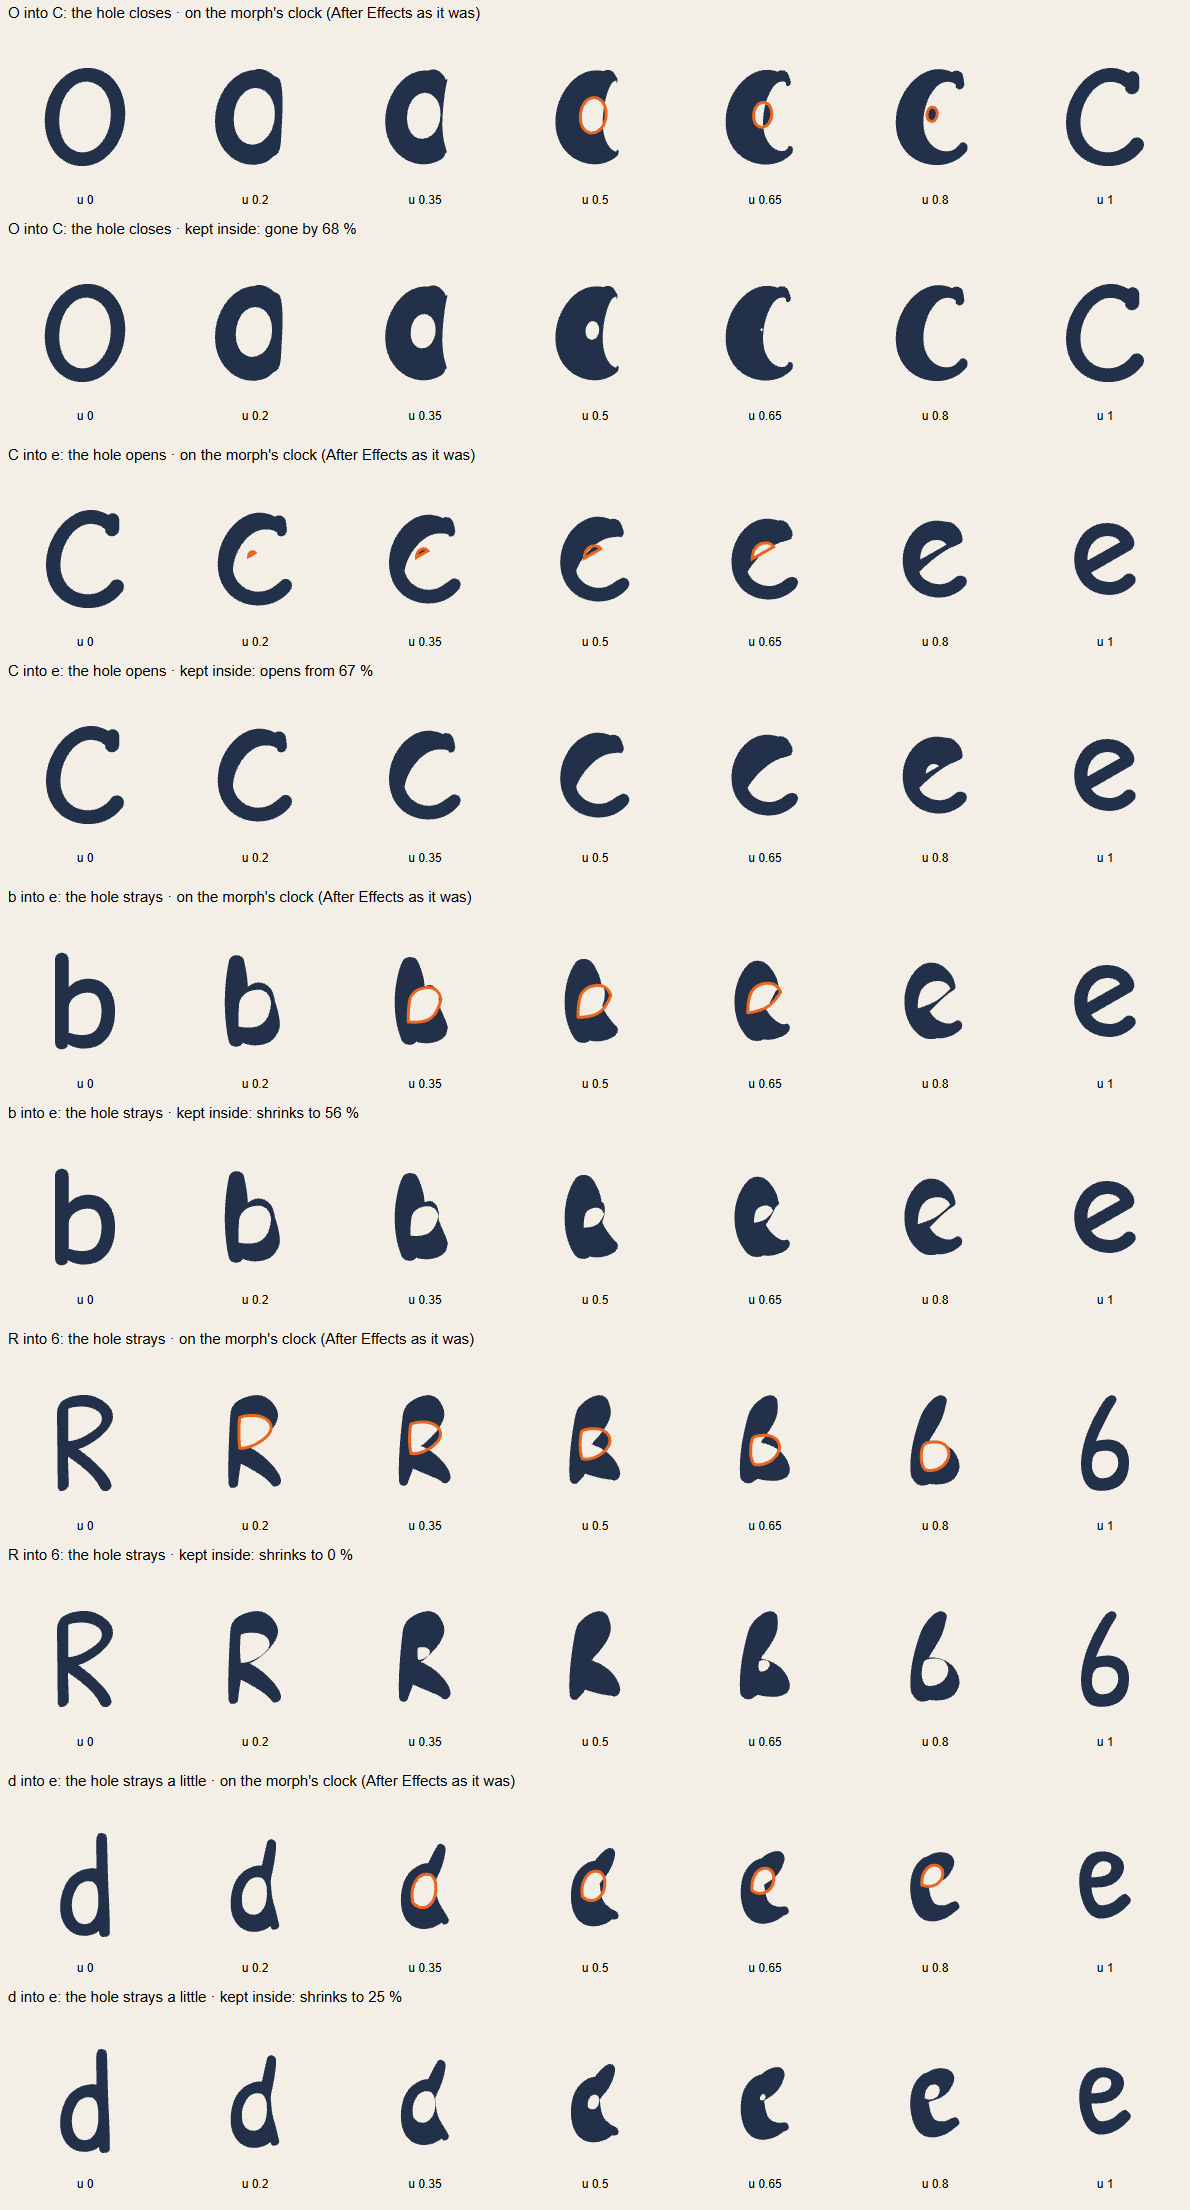 O into C: the hole closes · on the morph's clock (After Effects as it was)
O a a C C C C
u 0 u 0.2 u 0.35 u 0.5 u 0.65 u 0.8 u 1
O into C: the hole closes · kept inside: gone by 68 %
O a a C C C C
u 0 u 0.2 u 0.35 u 0.5 u 0.65 u 0.8 u 1
C into e: the hole opens · on the morph's clock (After Effects as it was)
C C C C C e e
u 0 u 0.2 u 0.35 u 0.5 u 0.65 u 0.8 u 1
C into e: the hole opens · kept inside: opens from 67 %
C C C C C e e
u 0 u 0.2 u 0.35 u 0.5 u 0.65 u 0.8 u 1
b into e: the hole strays · on the morph's clock (After Effects as it was)
b b b e e e e
u 0 u 0.2 u 0.35 u 0.5 u 0.65 u 0.8 u 1
b into e: the hole strays · kept inside: shrinks to 56 %
b b b e e e e
u 0 u 0.2 u 0.35 u 0.5 u 0.65 u 0.8 u 1
R into 6: the hole strays · on the morph's clock (After Effects as it was)
R R R R 6 6 6
u 0 u 0.2 u 0.35 u 0.5 u 0.65 u 0.8 u 1
R into 6: the hole strays · kept inside: shrinks to 0 %
R R R R 6 6 6
u 0 u 0.2 u 0.35 u 0.5 u 0.65 u 0.8 u 1
d into e: the hole strays a little · on the morph's clock (After Effects as it was)
d d d e e e e
u 0 u 0.2 u 0.35 u 0.5 u 0.65 u 0.8 u 1
d into e: the hole strays a little · kept inside: shrinks to 25 %
d d d e e e e
u 0 u 0.2 u 0.35 u 0.5 u 0.65 u 0.8 u 1